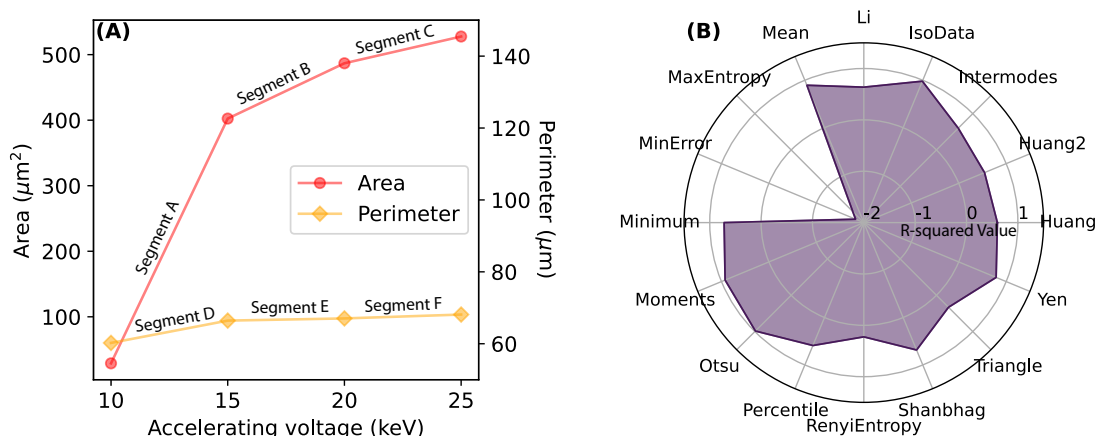 (A)
500
400
300
200
100
Area (μm²)
10
15
20
25
Accelerating voltage (keV)
140
120
100
80
60
Perimeter (μm)
Segment A
Segment B
Segment C
Segment D
Segment E
Segment F
Area
Perimeter
(B)
Li
IsoData
Intermodes
Huang2
Huang
Yen
Triangle
Shanbhag
RenyiEntropy
Percentile
Otsu
Moments
Minimum
MinError
MaxEntropy
Mean
-2
-1
0
1
R-squared Value